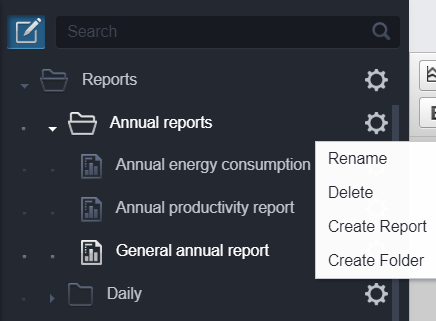 Search
Reports
Annual reports
Annual energy consumption
Annual productivity report
General annual report
Daily
Rename
Delete
Create Report
Create Folder